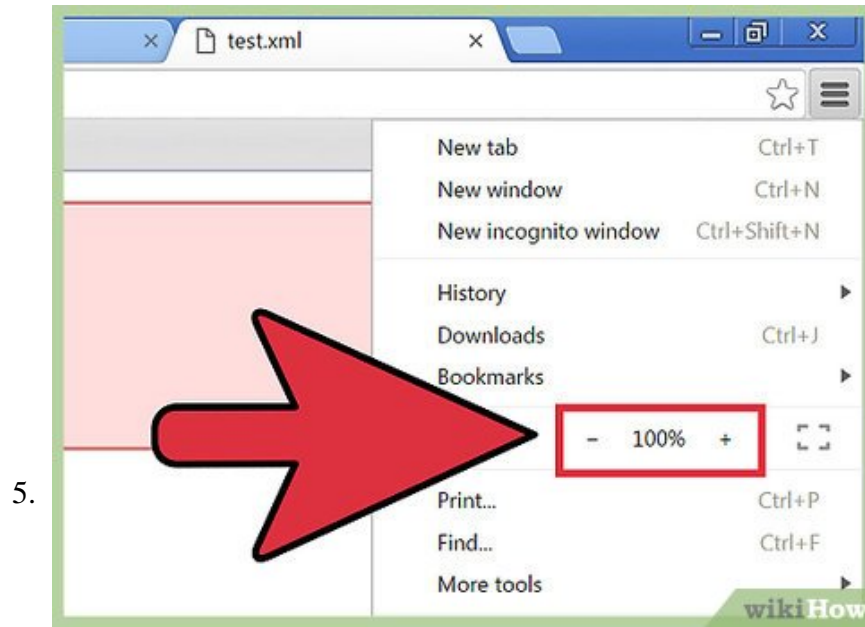 test.xml
New tab Ctrl+T
New window Ctrl+N
New incognito window Ctrl+Shift+N
History
Downloads Ctrl+J
Bookmarks
- 100% +
5.
Print... Ctrl+P
Find... Ctrl+F
More tools
wikiHow